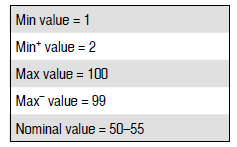 Min value = 1
Min⁺ value = 2
Max value = 100
Max⁻ value = 99
Nominal value = 50–55